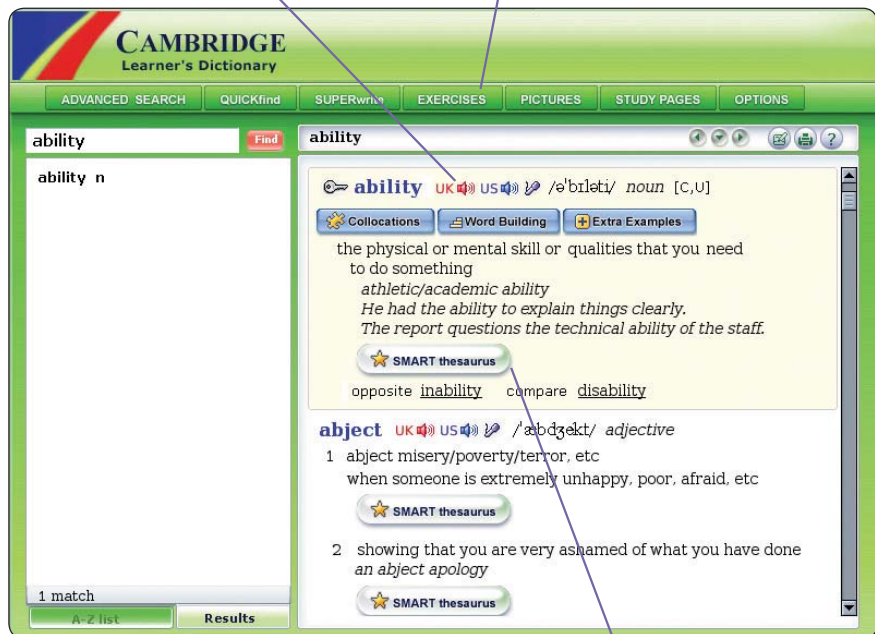 CAMBRIDGE
Learner's Dictionary
ADVANCED SEARCH QUICKfind SUPERwrite EXERCISES PICTURES STUDY PAGES OPTIONS
ability Find
ability n
1 match
A-Z list Results
ability ?
ability UK US /ə'bɪləti/ noun [C,U]
Collocations Word Building Extra Examples
the physical or mental skill or qualities that you need
to do something
athletic/academic ability
He had the ability to explain things clearly.
The report questions the technical ability of the staff.
SMART thesaurus
opposite inability compare disability
abject UK US /'æbdʒekt/ adjective
1 abject misery/poverty/terror, etc
when someone is extremely unhappy, poor, afraid, etc
SMART thesaurus
2 showing that you are very ashamed of what you have done
an abject apology
SMART thesaurus